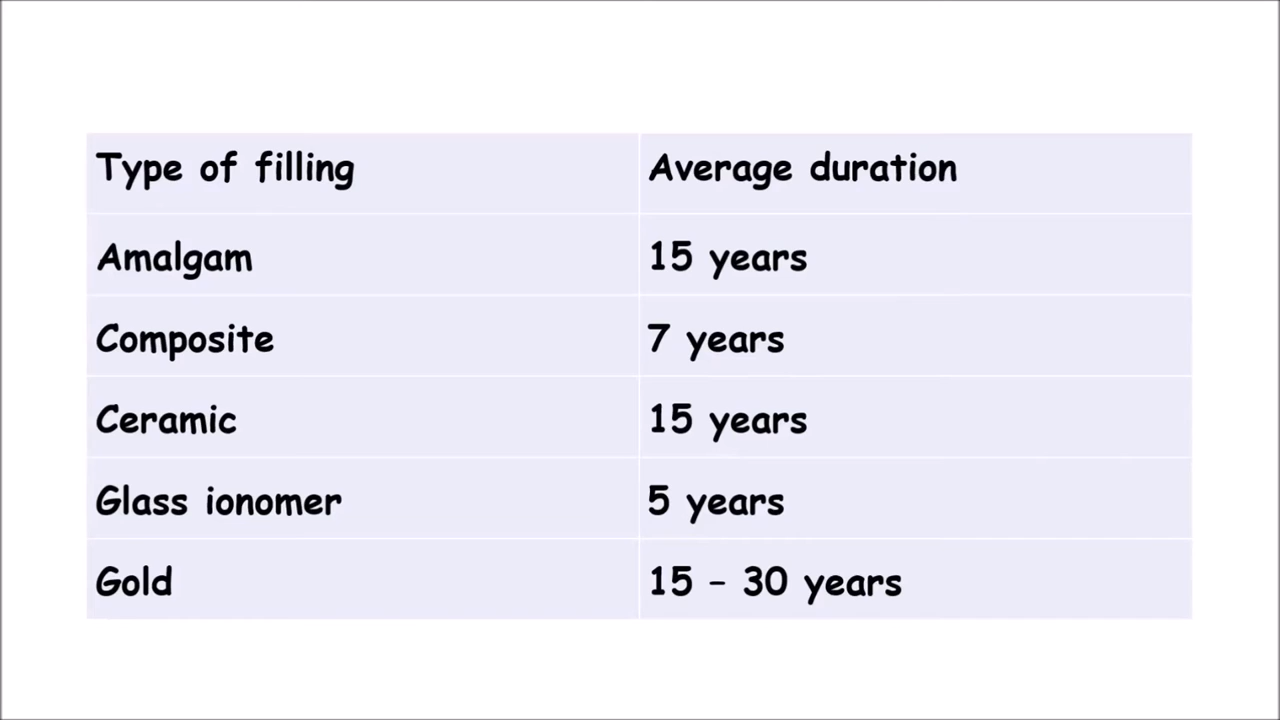 Type of filling Average duration
Amalgam 15 years
Composite 7 years
Ceramic 15 years
Glass ionomer 5 years
Gold 15 – 30 years